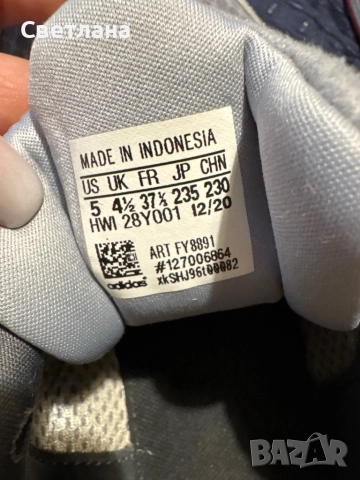 Светлана
MADE IN INDONESIA
US UK FR JP CHN
5 4½ 37⅓ 235 230
HWI 28Y001 12/20
ART FY8891
#127006864
xkSHJ96t00082
adidas
BAZAR